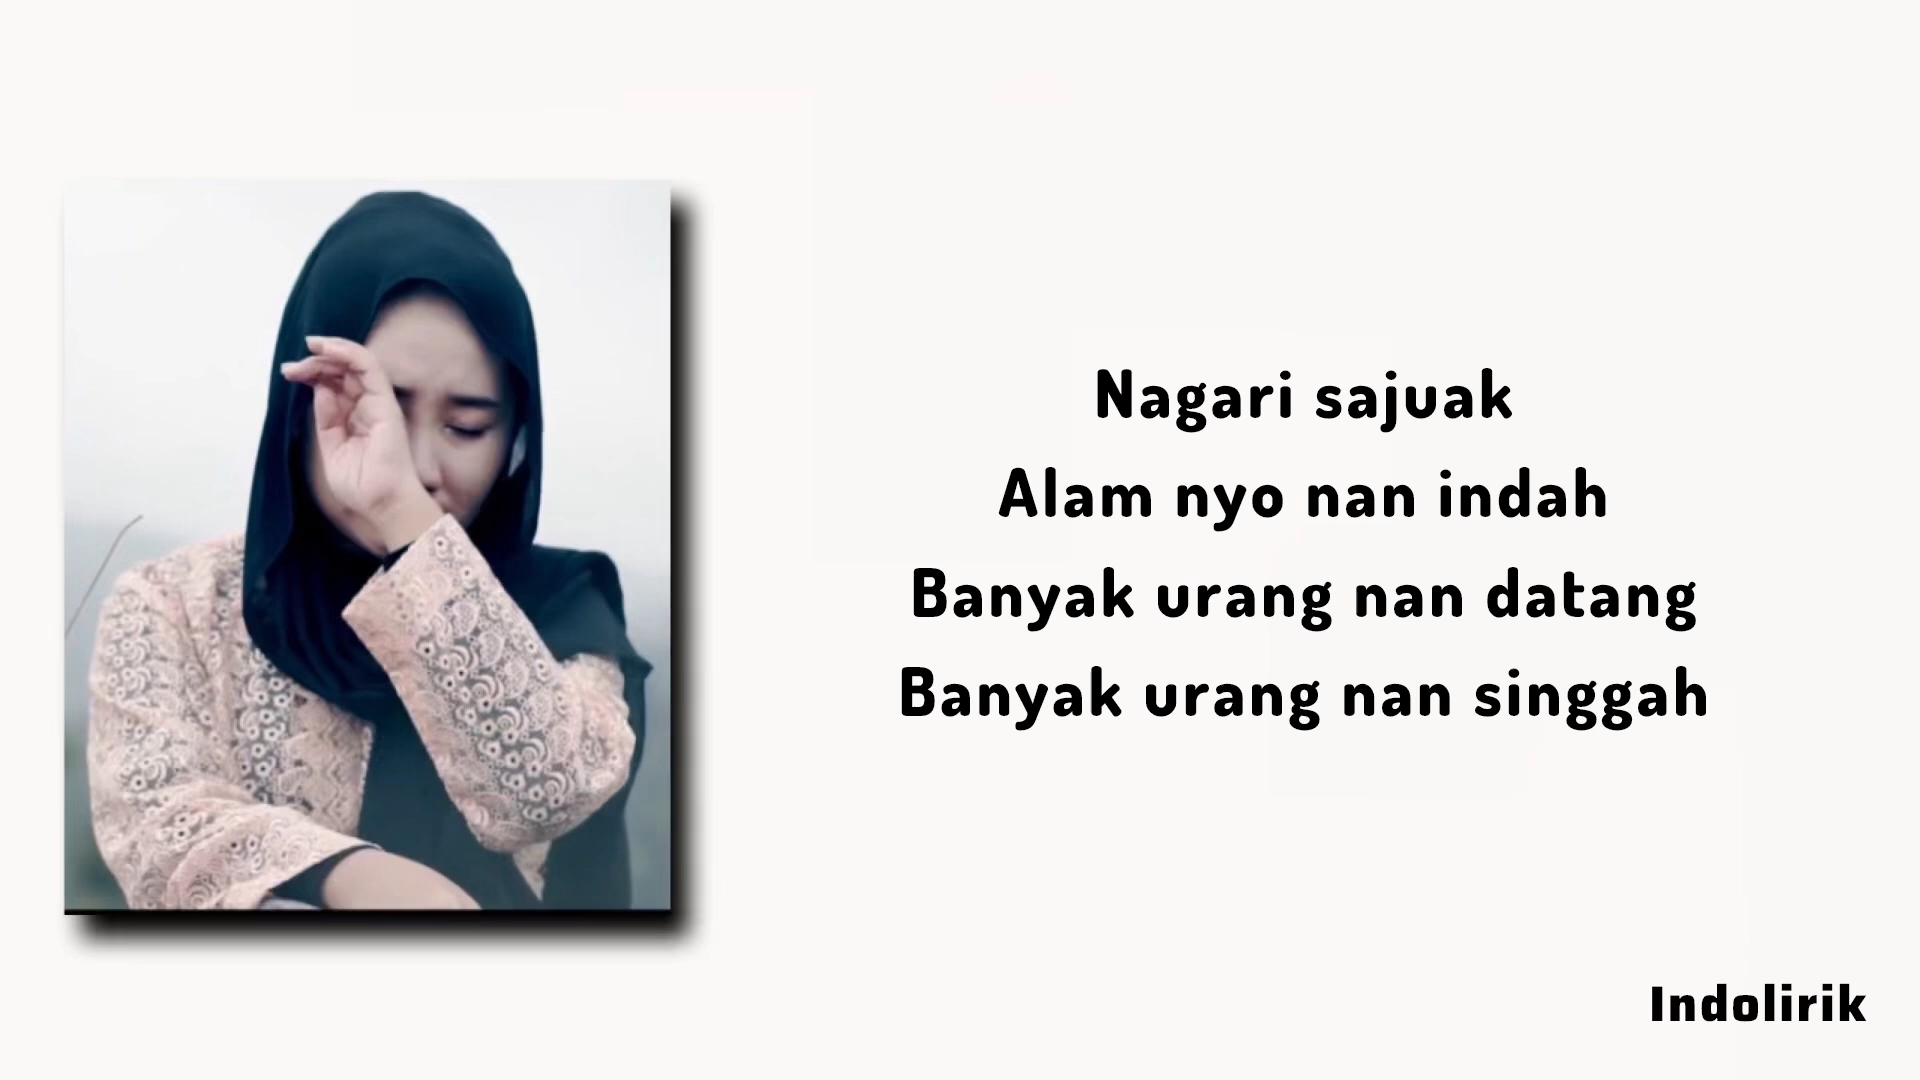 Nagari sajuak
Alam nyo nan indah
Banyak urang nan datang
Banyak urang nan singgah
Indolirik